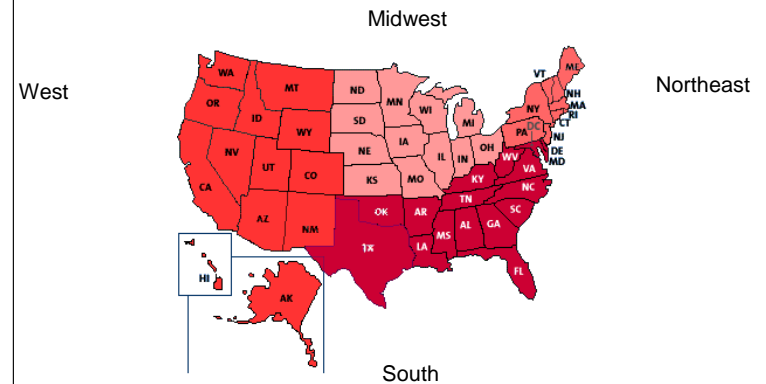 Midwest
West
Northeast
WA
MT
ND
MN
VT
ME
OR
ID
SD
WI
MI
NY
NH
MA
RI
CT
WY
NE
IA
PA
DC
NJ
NV
UT
CO
IL
IN
OH
WV
DE
MD
CA
KS
MO
KY
VA
NC
TN
AZ
NM
OK
AR
SC
TX
LA
MS
AL
GA
FL
HI
AK
South